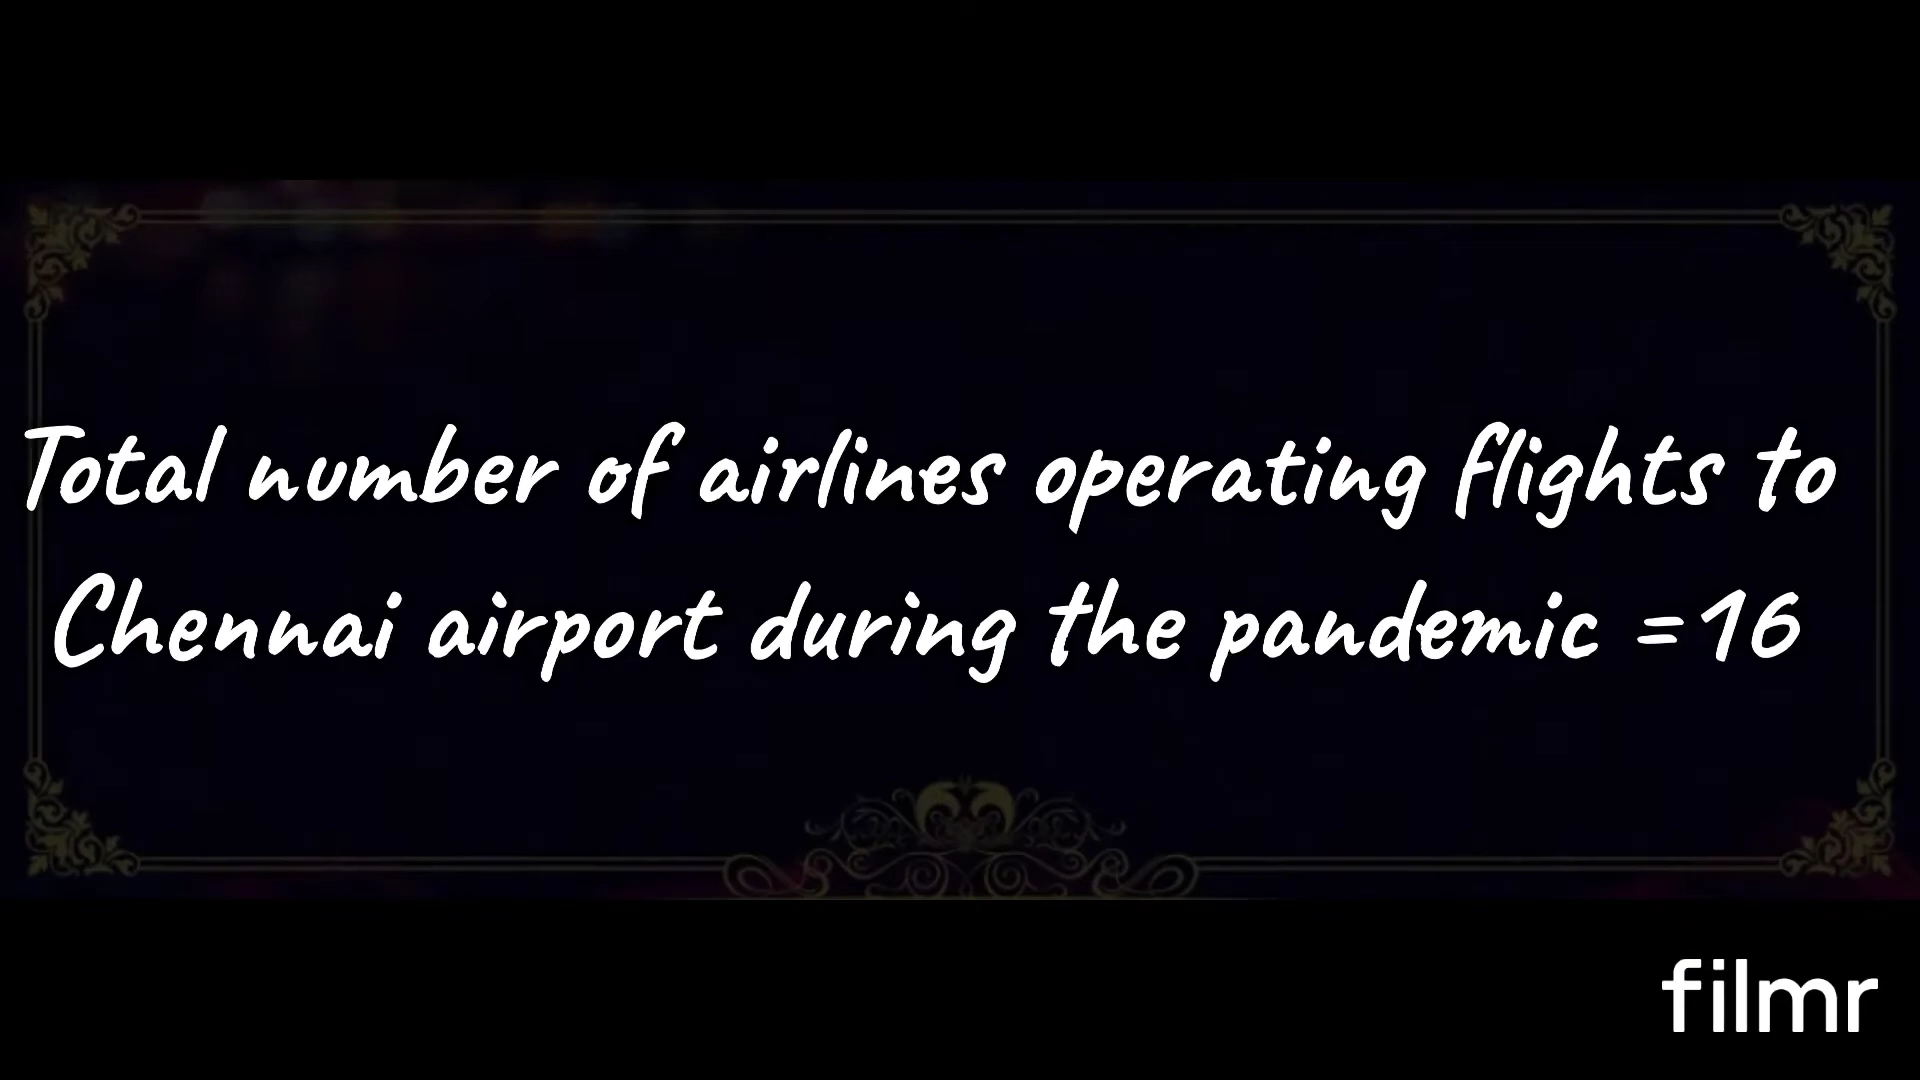 Total number of airlines operating flights to
Chennai airport during the pandemic =16
filmr